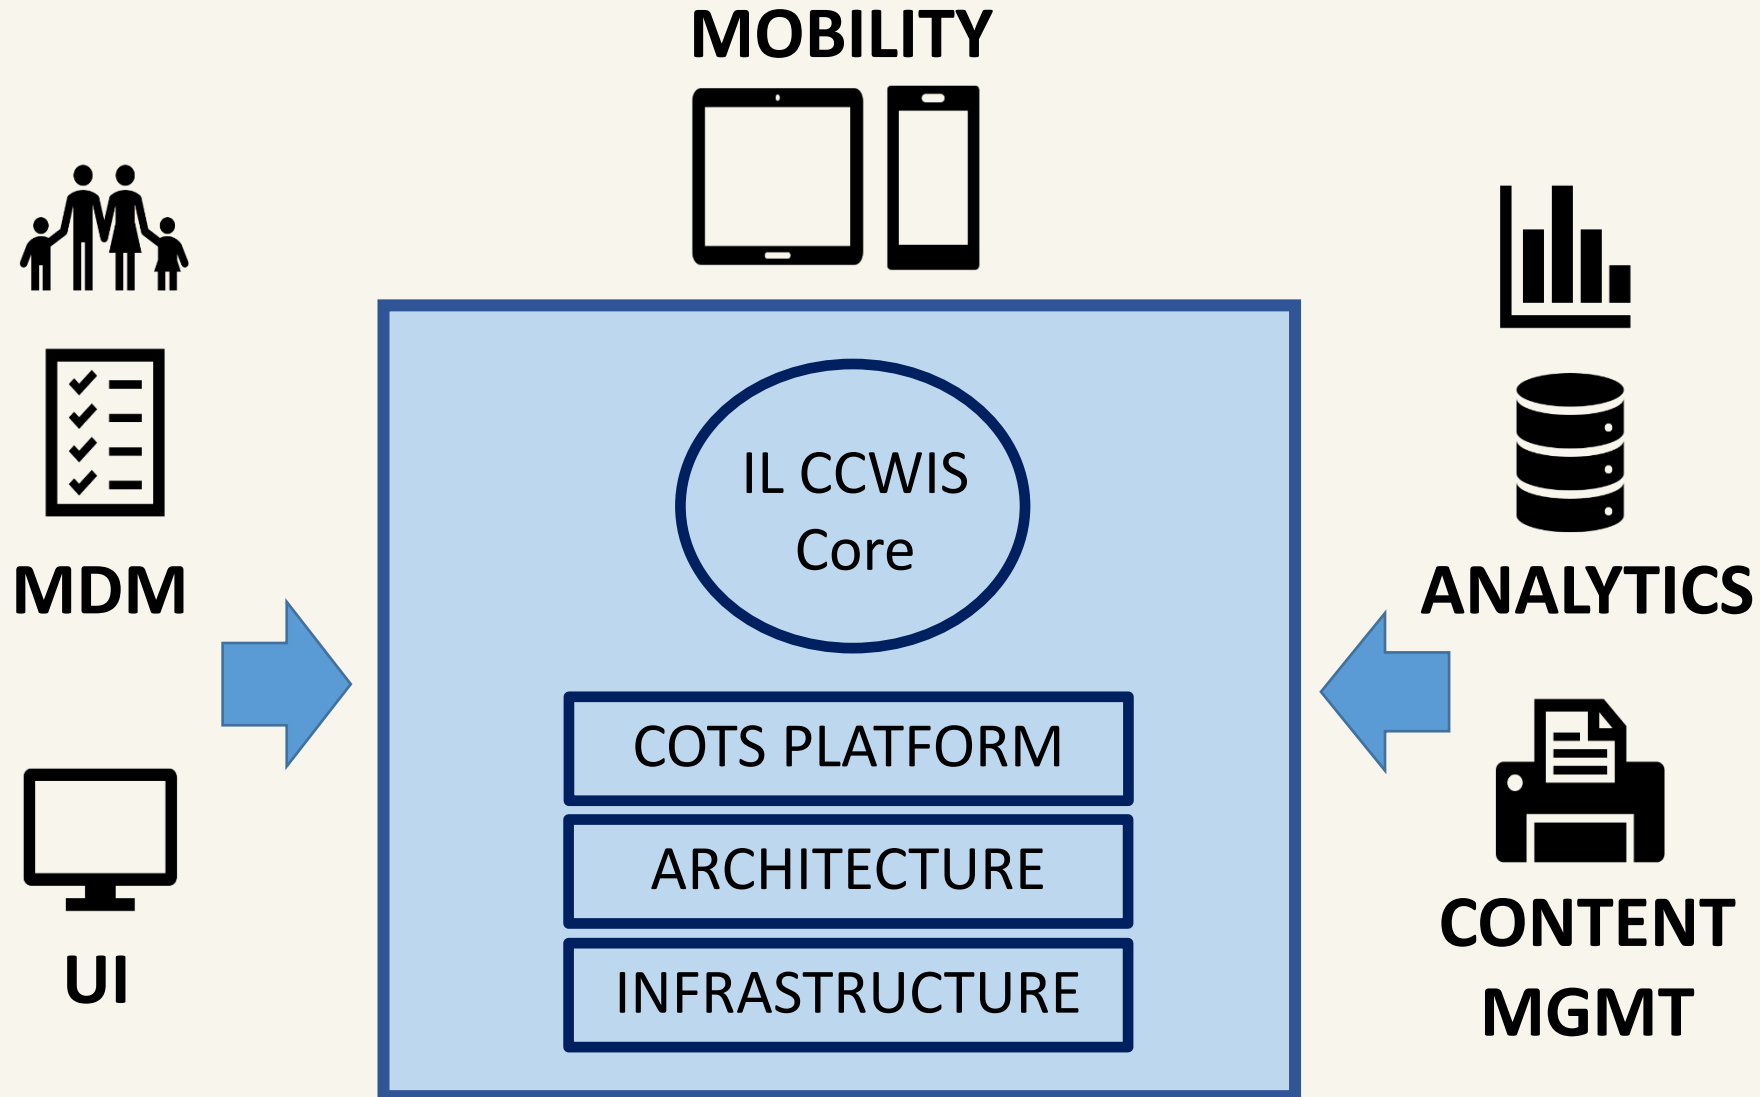 MOBILITY
MDM
UI
IL CCWIS
Core
COTS PLATFORM
ARCHITECTURE
INFRASTRUCTURE
ANALYTICS
CONTENT
MGMT